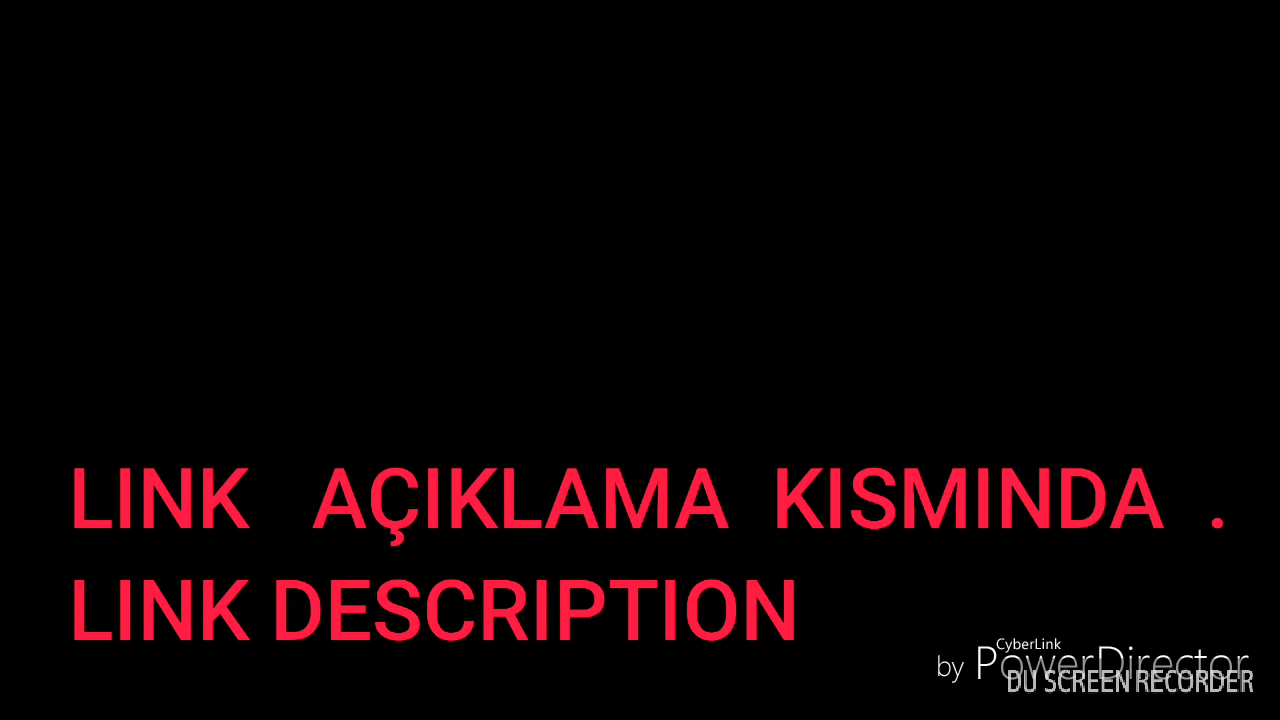 LINK AÇIKLAMA KISMINDA .
LINK DESCRIPTION
CyberLink
by PowerDirector
DU SCREEN RECORDER